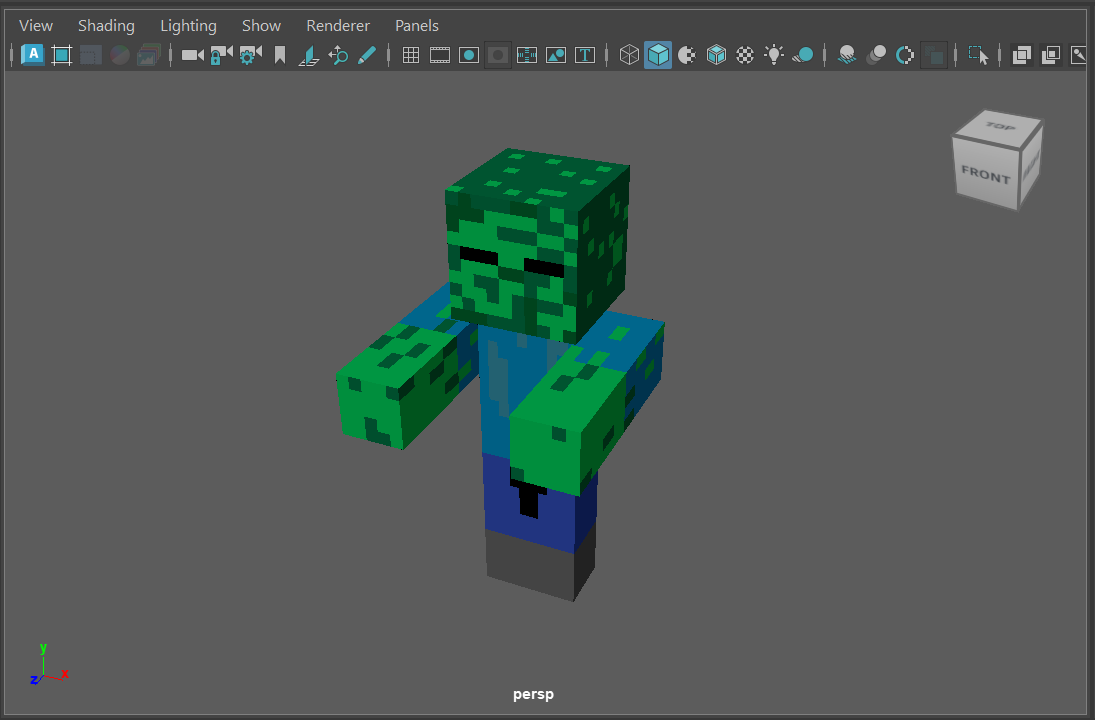 View Shading Lighting Show Renderer Panels
A T
TOP
FRONT
y
z x
persp